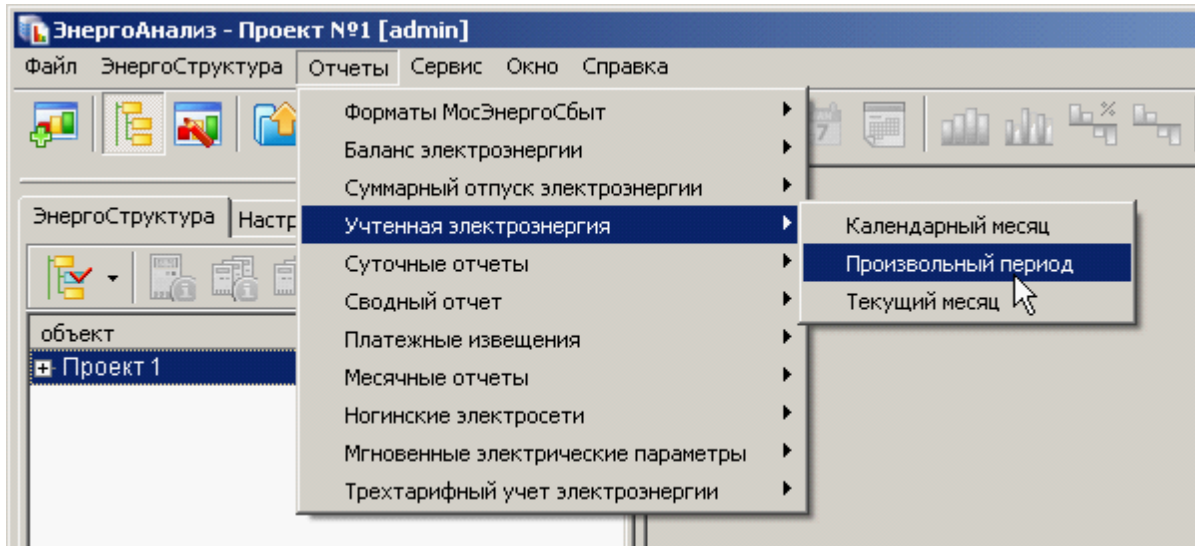 ЭнергоАнализ - Проект №1 [admin]
Файл ЭнергоСтруктура Отчеты Сервис Окно Справка
Форматы МосЭнергоСбыт
7
%
Баланс электроэнергии
Суммарный отпуск электроэнергии
ЭнергоСтруктура Настр
Учтенная электроэнергия
Календарный месяц
Суточные отчеты
Произвольный период
Сводный отчет
Текущий месяц
объект
Платежные извещения
Проект 1
Месячные отчеты
Ногинские электросети
Мгновенные электрические параметры
Трехтарифный учет электроэнергии